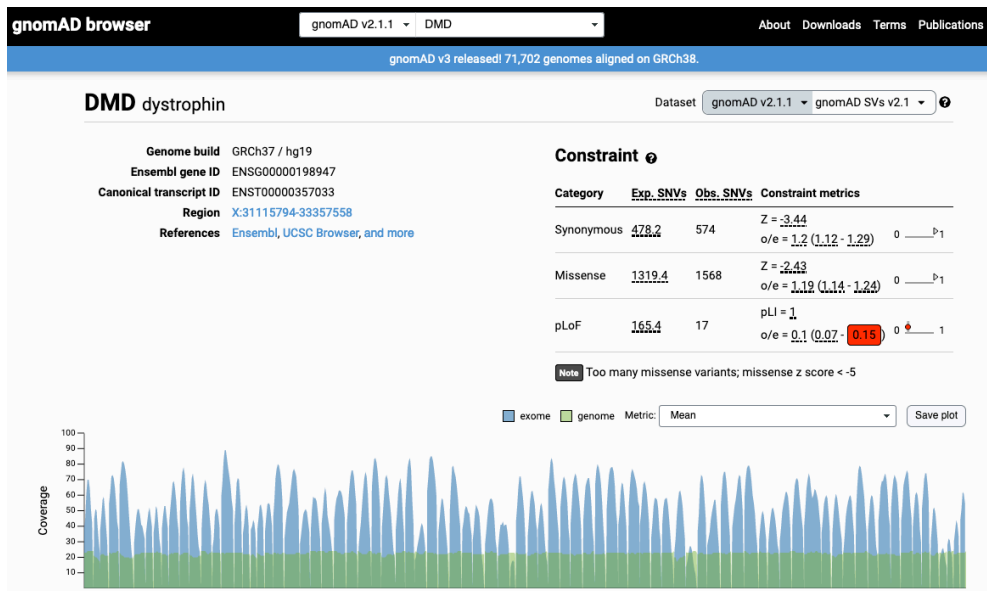 gnomAD browser gnomAD v2.1.1 DMD About Downloads Terms Publications
gnomAD v3 released! 71,702 genomes aligned on GRCh38.
DMD dystrophin
Dataset gnomAD v2.1.1 gnomAD SVs v2.1 ?
Genome build GRCh37 / hg19
Ensembl gene ID ENSG00000198947
Canonical transcript ID ENST00000357033
Region X:31115794-33357558
References Ensembl, UCSC Browser, and more
Constraint ?
Category Exp. SNVs Obs. SNVs Constraint metrics
Synonymous 478.2 574 Z = -3.44
o/e = 1.2 (1.12 - 1.29) 0 1
Missense 1319.4 1568 Z = -2.43
o/e = 1.19 (1.14 - 1.24) 0 1
pLoF 165.4 17 pLI = 1
o/e = 0.1 (0.07 - 0.15) 0 1
Note Too many missense variants; missense z score < -5
exome genome Metric: Mean Save plot
Coverage
100
90
80
70
60
50
40
30
20
10